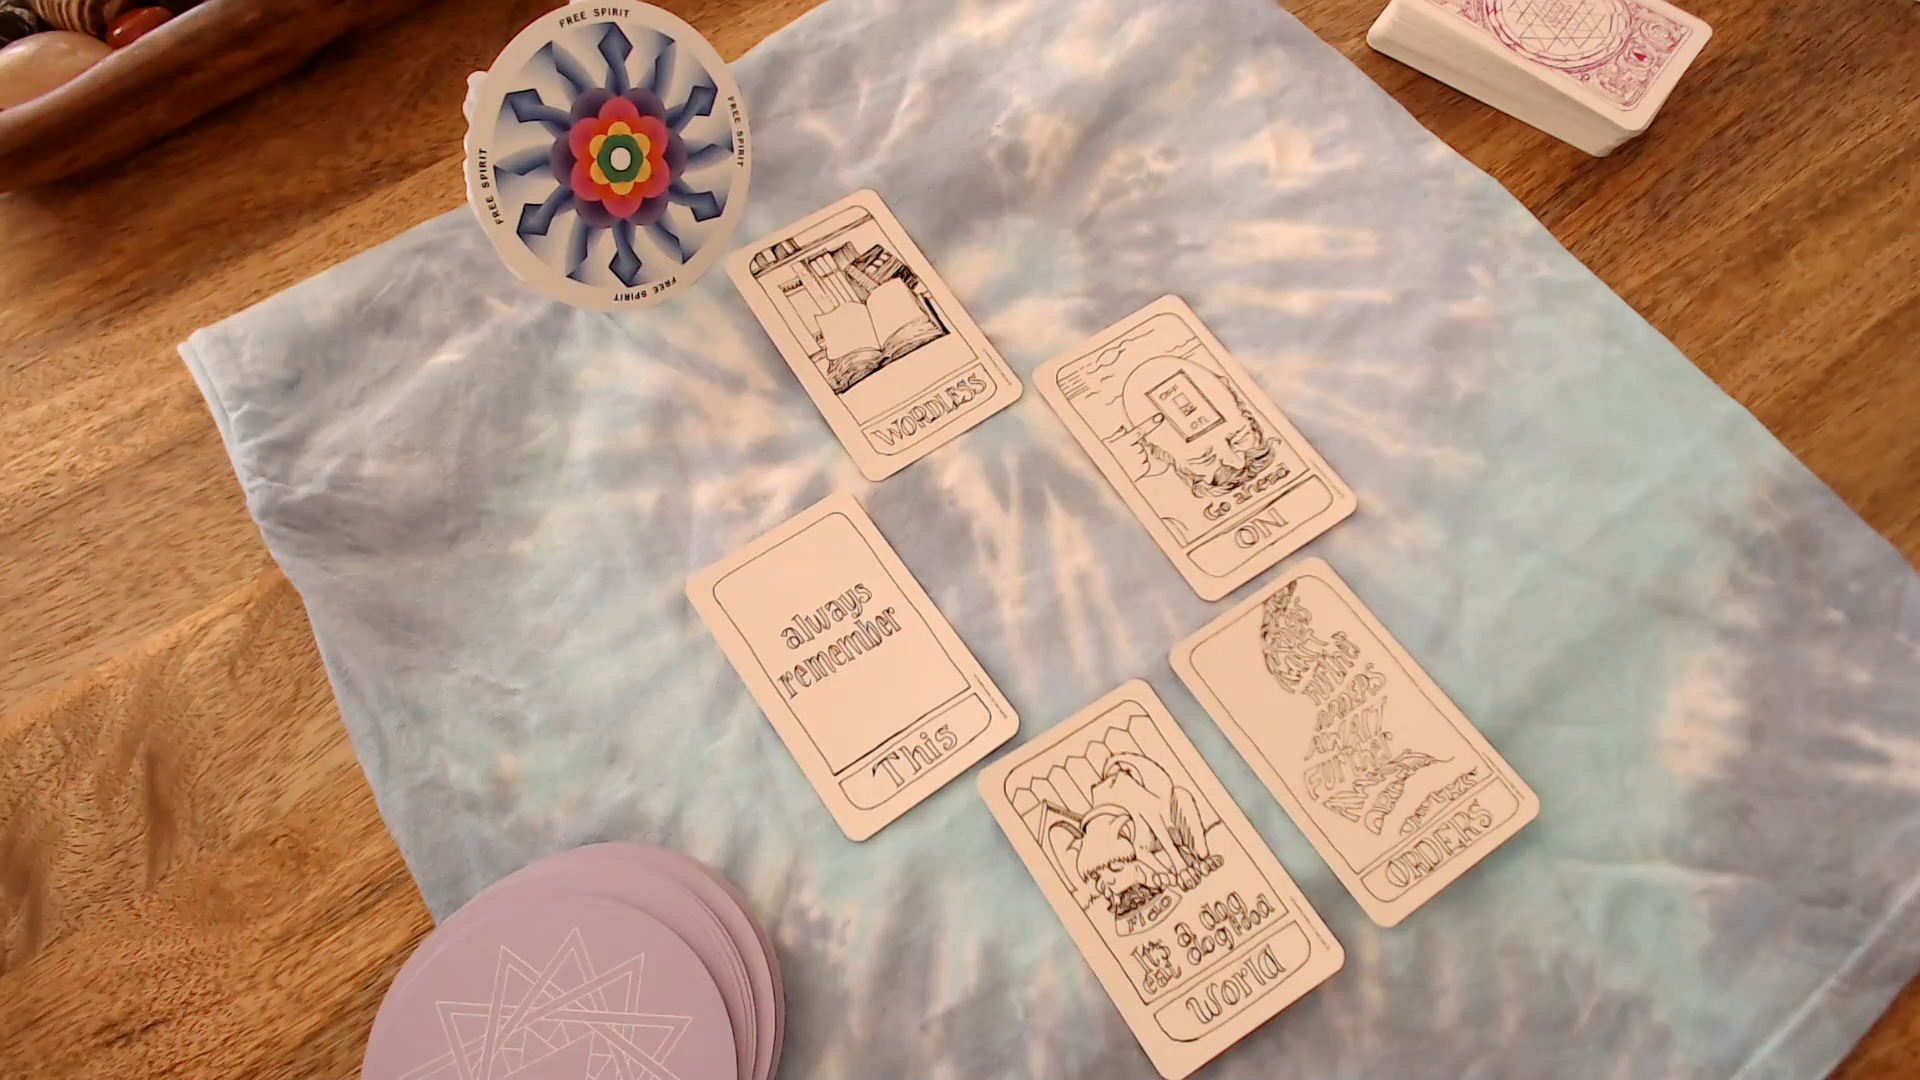 FREE SPIRIT
FREE SPIRIT
FREE SPIRIT
FREE SPIRIT
WORDLESS
OFF
ON
Go ahead
ON
always
remember
This
FIDO
It's a dog
eat dog food
World
ORDERS